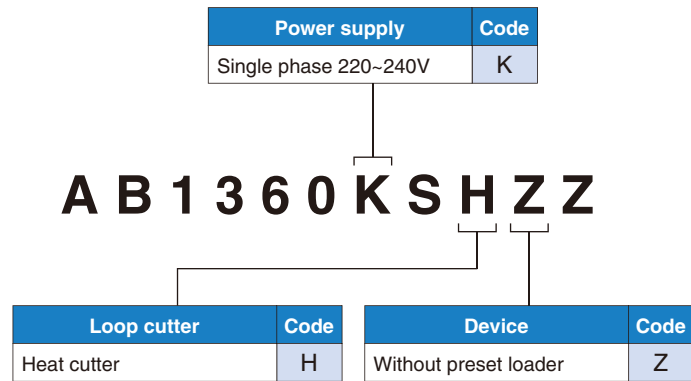 Power supply Code
Single phase 220~240V K
A B 1 3 6 0 K S H Z Z
Loop cutter Code
Heat cutter H
Device Code
Without preset loader Z